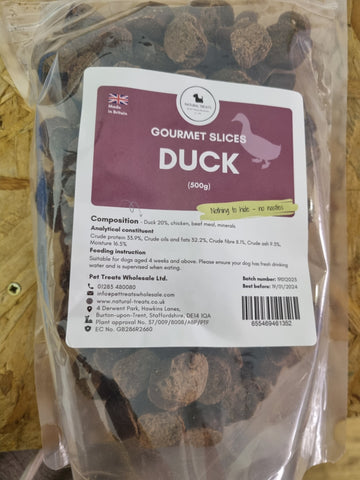 NATURAL TREATS
Made
in Britain
GOURMET SLICES
DUCK
(500g)
Nothing to hide - no nasties
Composition - Duck 20%, chicken, beef meal, minerals
Analytical constituent
Crude protein 33.9%, Crude oils and fats 32.2%, Crude fibre 8.1%, Crude ash 9.3%,
Moisture 16.5%
Feeding instruction
Suitable for dogs aged 4 weeks and above. Please ensure your dog has fresh drinking
water and is supervised when eating.
Pet Treats Wholesale Ltd.
01283 480080
info@pettreatswholesale.com
www.natural-treats.co.uk
4 Derwent Park, Hawkins Lane,
Burton-upon-Trent, Staffordshire, DE14 1QA
Plant approval No. 57/009/8008/ABP/PTF
EC No. GB286R2660
Batch number: 19012023
Best before: 19/01/2024
655469461352